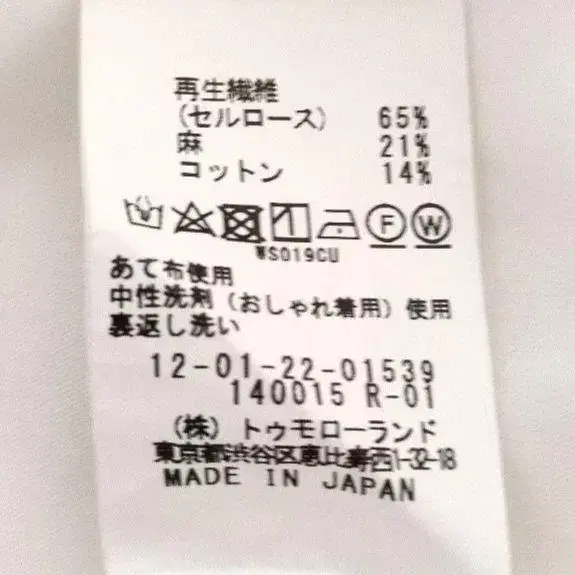 再生繊維
(セルロース) 65%
麻 21%
コットン 14%
F W
WS019CU
あて布使用
中性洗剤(おしゃれ着用)使用
裏返し洗い
12-01-22-01539
140015 R-01
(株)トゥモローランド
東京都渋谷区恵比寿西1-32-18
MADE IN JAPAN